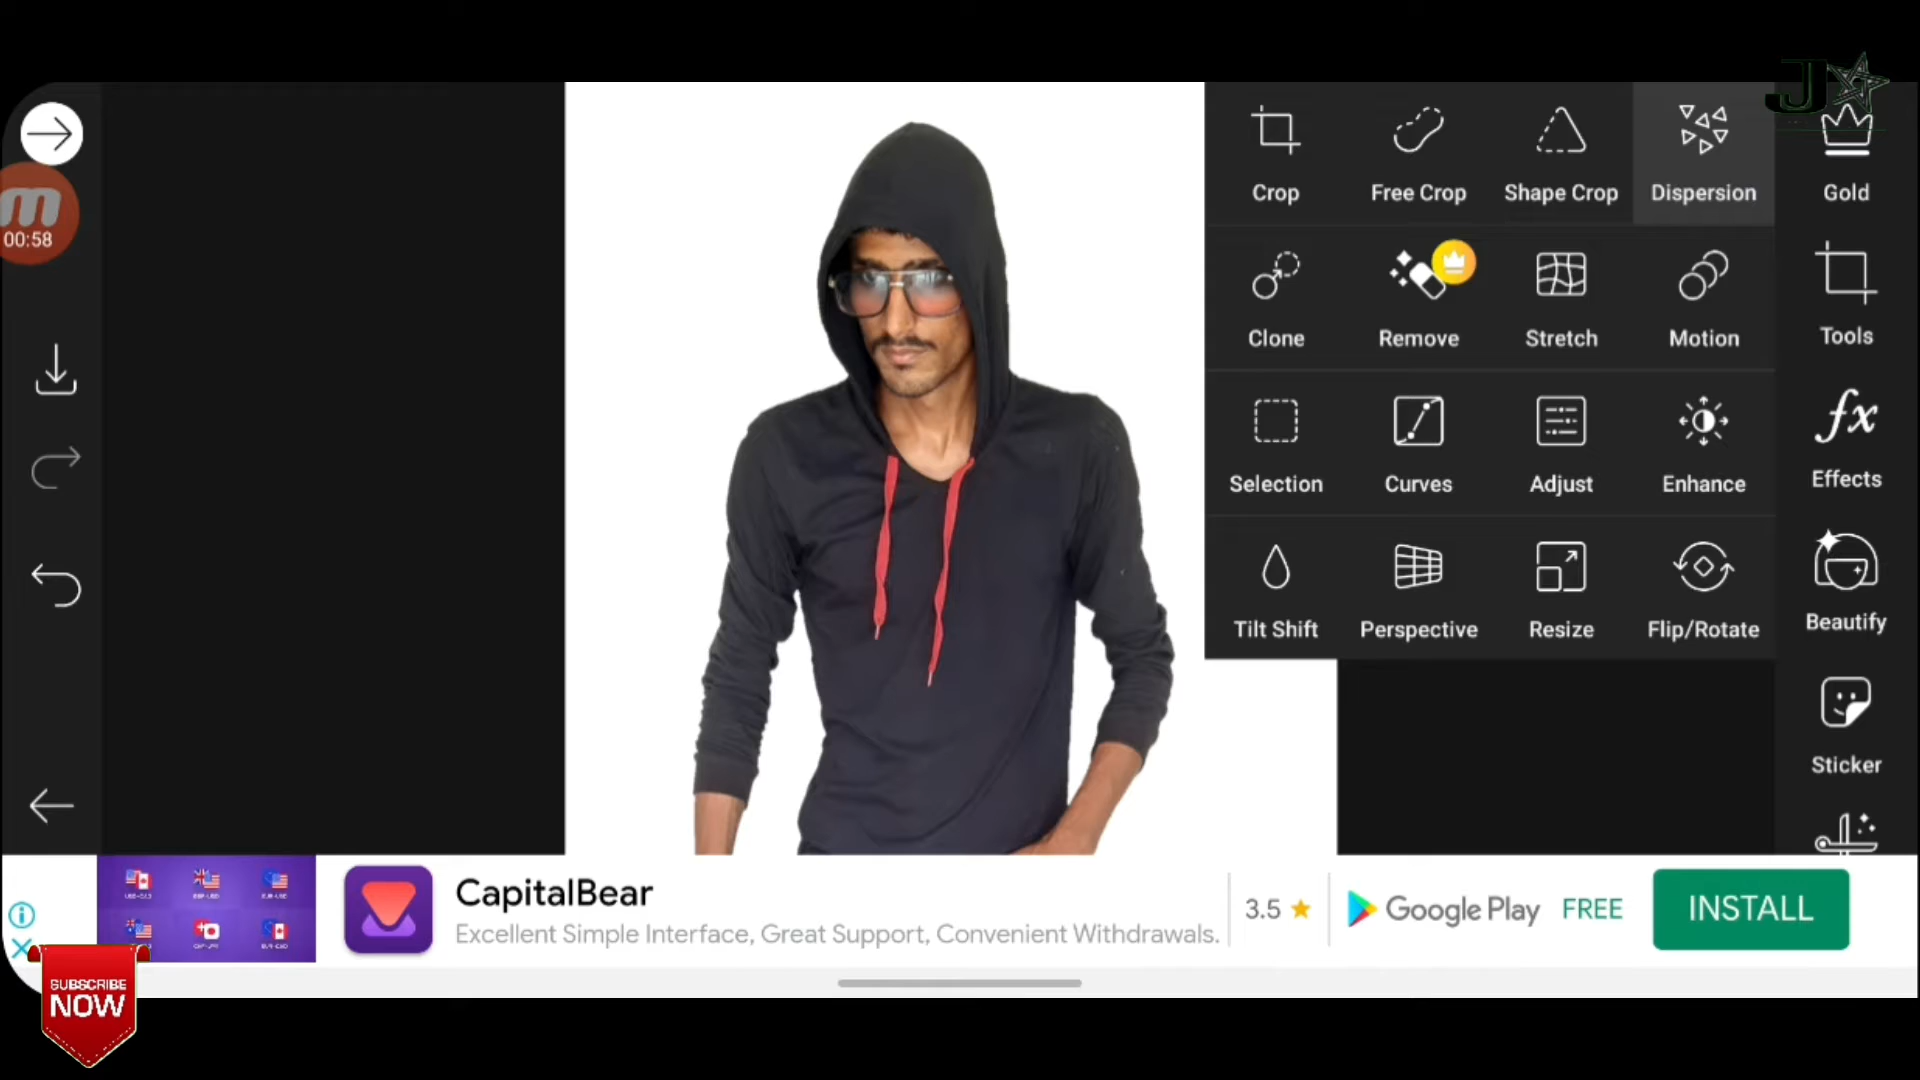 J
00:58
Crop
Free Crop
Shape Crop
Dispersion
Gold
Clone
Remove
Stretch
Motion
Tools
Selection
Curves
Adjust
Enhance
Effects
Tilt Shift
Perspective
Resize
Flip/Rotate
Beautify
Sticker
CapitalBear
Excellent Simple Interface, Great Support, Convenient Withdrawals.
3.5
Google Play
FREE
INSTALL
SUBSCRIBE
NOW